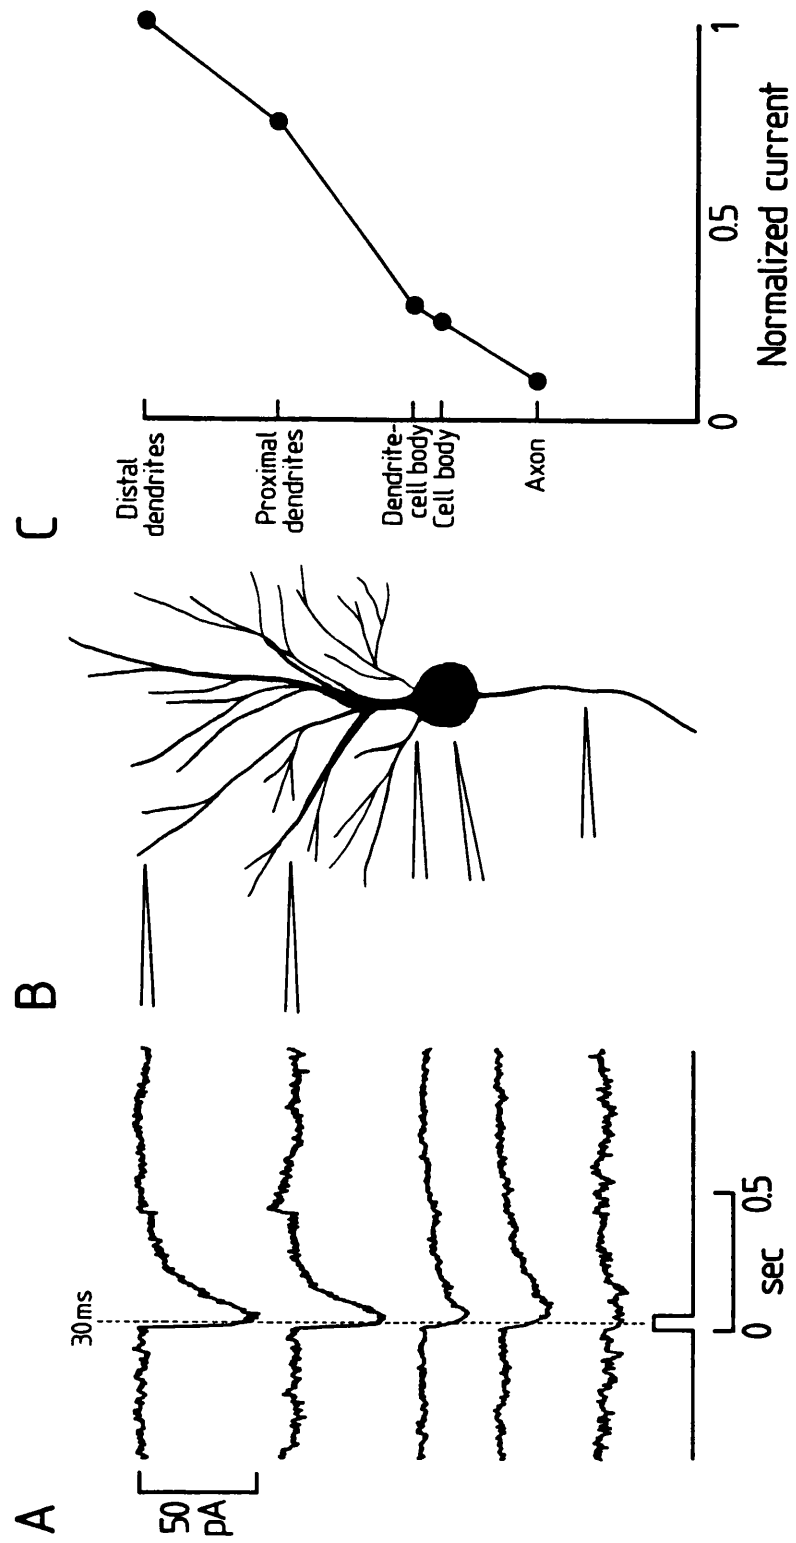 A
50
pA
30ms
0
0.5
sec
B
C
Distal
dendrites
Proximal
dendrites
Dendrite-
cell body
Cell body
Axon
0
0.5
1
Normalized current